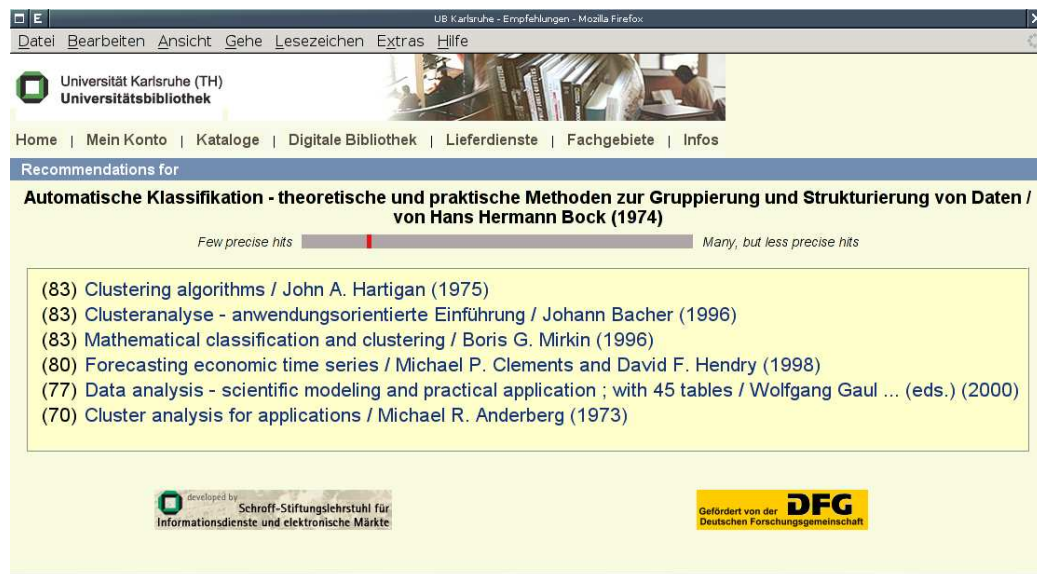 UB Karlsruhe - Empfehlungen - Mozilla Firefox
Datei Bearbeiten Ansicht Gehe Lesezeichen Extras Hilfe
Universität Karlsruhe (TH)
Universitätsbibliothek
Home | Mein Konto | Kataloge | Digitale Bibliothek | Lieferdienste | Fachgebiete | Infos
Recommendations for
Automatische Klassifikation - theoretische und praktische Methoden zur Gruppierung und Strukturierung von Daten /
von Hans Hermann Bock (1974)
Few precise hits Many, but less precise hits
(83) Clustering algorithms / John A. Hartigan (1975)
(83) Clusteranalyse - anwendungsorientierte Einführung / Johann Bacher (1996)
(83) Mathematical classification and clustering / Boris G. Mirkin (1996)
(80) Forecasting economic time series / Michael P. Clements and David F. Hendry (1998)
(77) Data analysis - scientific modeling and practical application ; with 45 tables / Wolfgang Gaul ... (eds.) (2000)
(70) Cluster analysis for applications / Michael R. Anderberg (1973)
developed by
Schroff-Stiftungslehrstuhl für
Informationsdienste und elektronische Märkte
Gefördert von der DFG
Deutschen Forschungsgemeinschaft